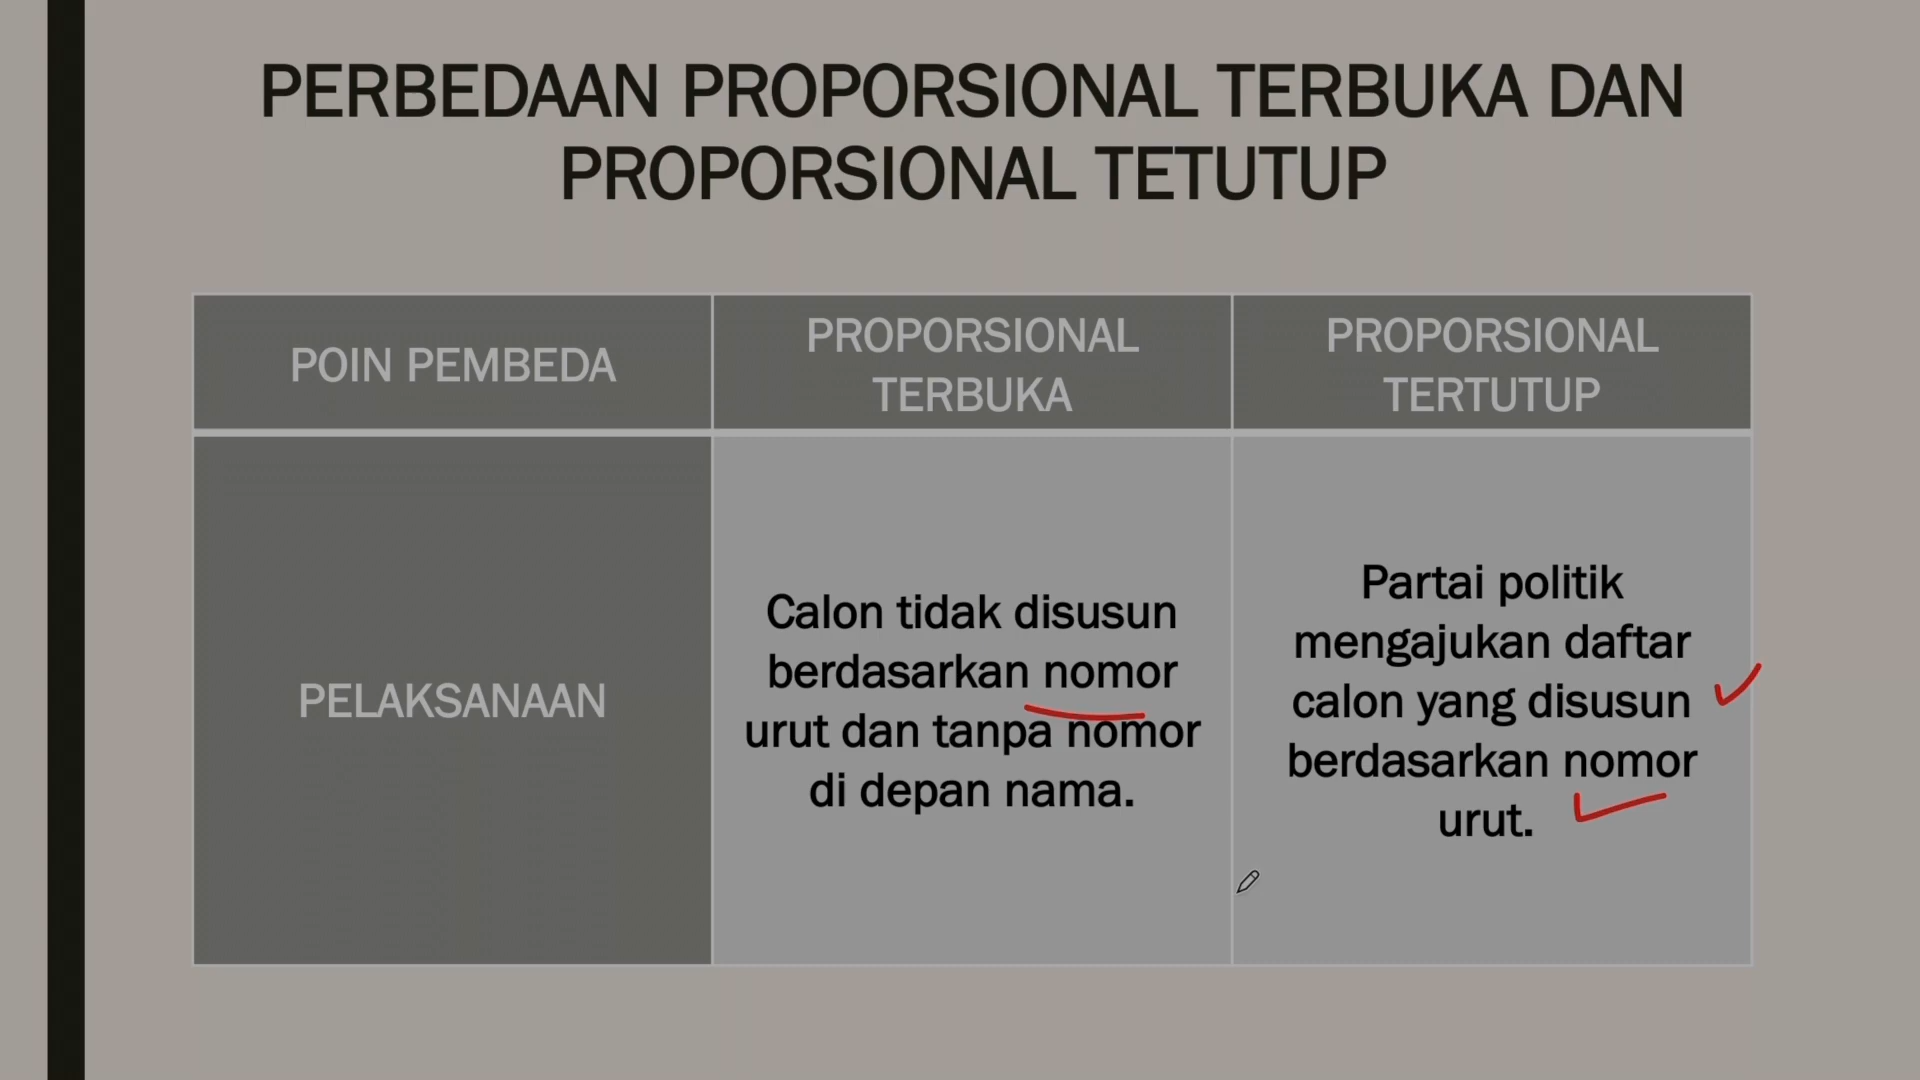 PERBEDAAN PROPORSIONAL TERBUKA DAN
PROPORSIONAL TETUTUP
POIN PEMBEDA
PROPORSIONAL
TERBUKA
PROPORSIONAL
TERTUTUP
PELAKSANAAN
Calon tidak disusun
berdasarkan nomor
urut dan tanpa nomor
di depan nama.
Partai politik
mengajukan daftar
calon yang disusun
berdasarkan nomor
urut.